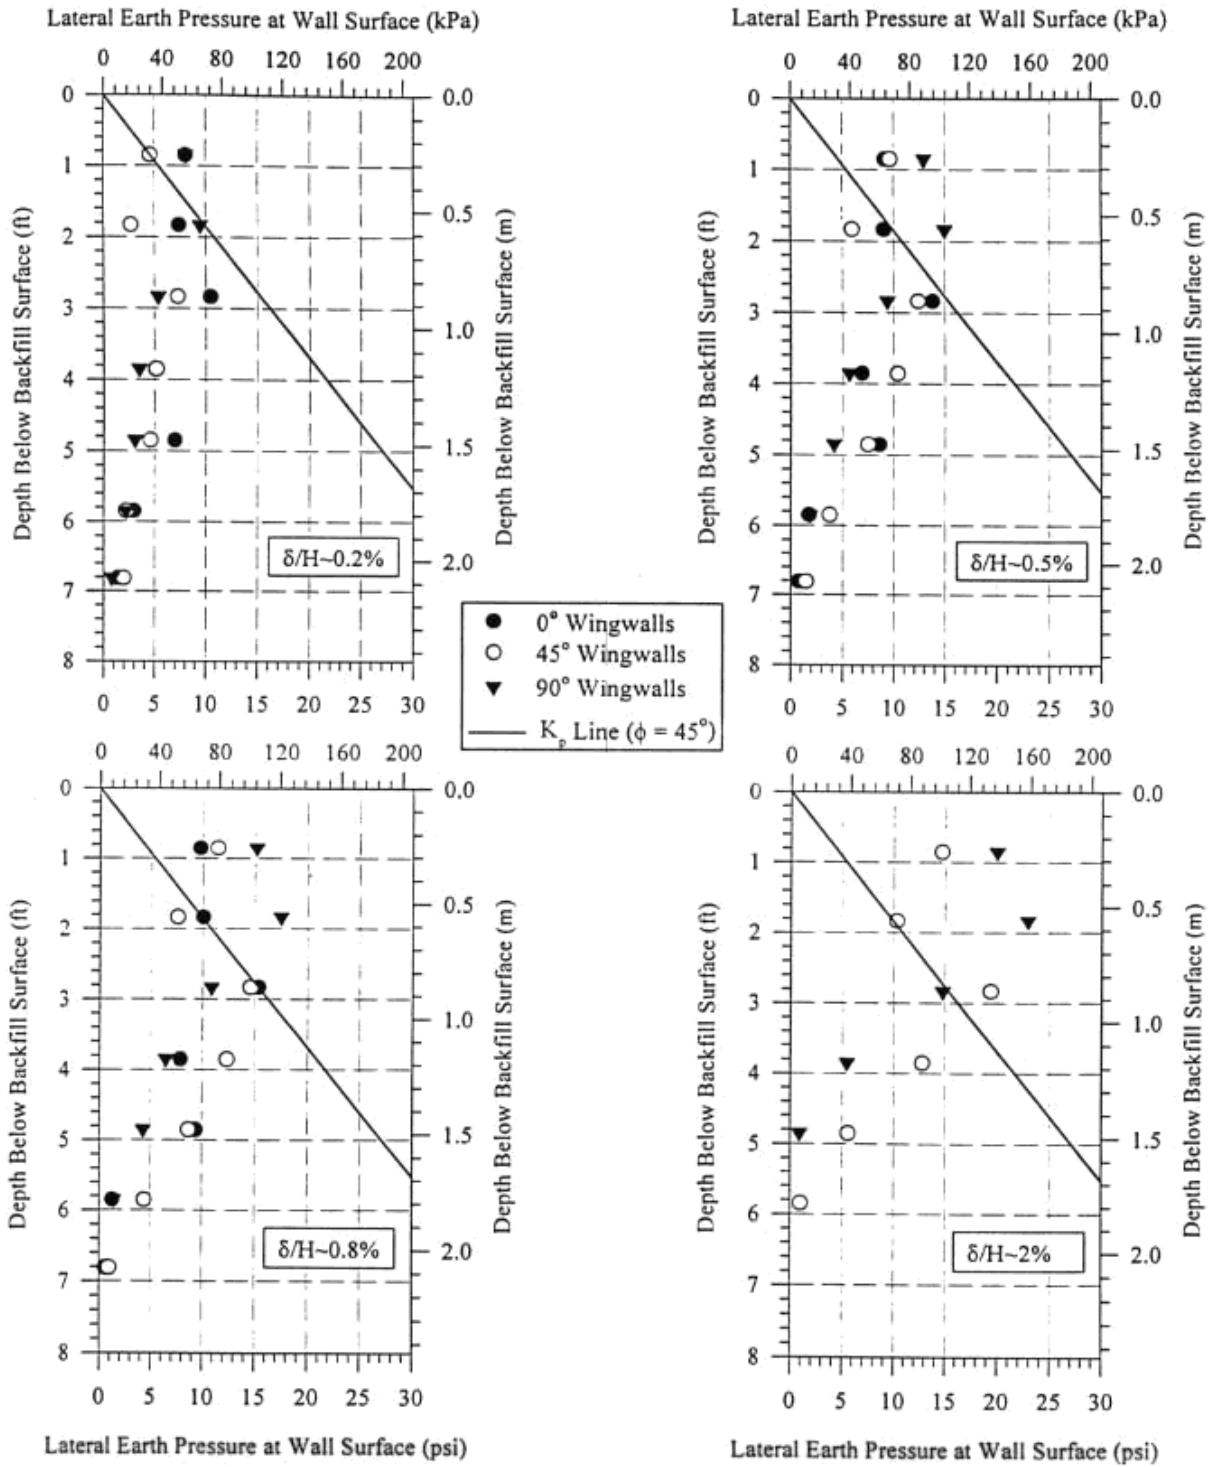 Lateral Earth Pressure at Wall Surface (kPa)
0 40 80 120 160 200
0 0.0
1
0.5
2
3
1.0
4
5
1.5
6
δ/H~0.2%
2.0
7
8
0 5 10 15 20 25 30
Depth Below Backfill Surface (ft)
Depth Below Backfill Surface (m)
Lateral Earth Pressure at Wall Surface (kPa)
0 40 80 120 160 200
0 0.0
1
0.5
2
3
1.0
4
5
1.5
6
δ/H~0.5%
2.0
7
8
0 5 10 15 20 25 30
Depth Below Backfill Surface (ft)
Depth Below Backfill Surface (m)
0° Wingwalls
45° Wingwalls
90° Wingwalls
Kp Line (ϕ = 45°)
0 40 80 120 160 200
0 0.0
1
0.5
2
3
1.0
4
5
1.5
6
δ/H~0.8%
2.0
7
8
0 5 10 15 20 25 30
Depth Below Backfill Surface (ft)
Depth Below Backfill Surface (m)
Lateral Earth Pressure at Wall Surface (psi)
0 40 80 120 160 200
0 0.0
1
0.5
2
3
1.0
4
5
1.5
6
δ/H~2%
2.0
7
8
0 5 10 15 20 25 30
Depth Below Backfill Surface (ft)
Depth Below Backfill Surface (m)
Lateral Earth Pressure at Wall Surface (psi)